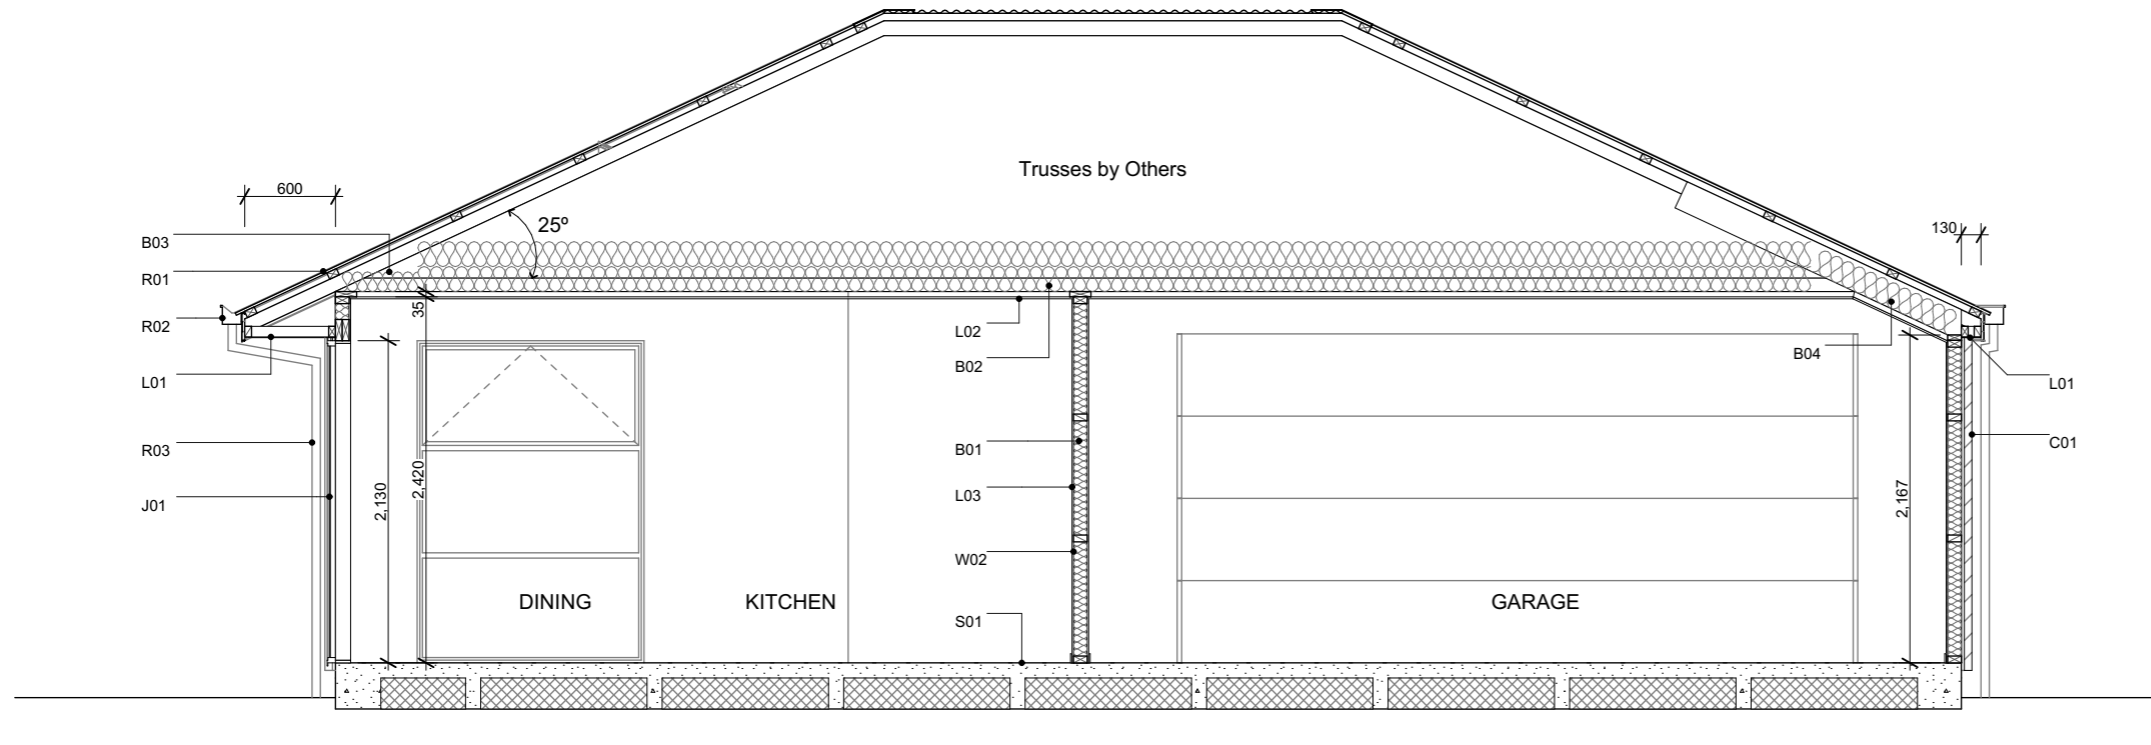 Trusses by Others
600
25º
130
B03
R01
R02
L01
R03
J01
35
2,130
2,420
L02
B02
B01
L03
W02
S01
B04
L01
C01
2,167
DINING
KITCHEN
GARAGE